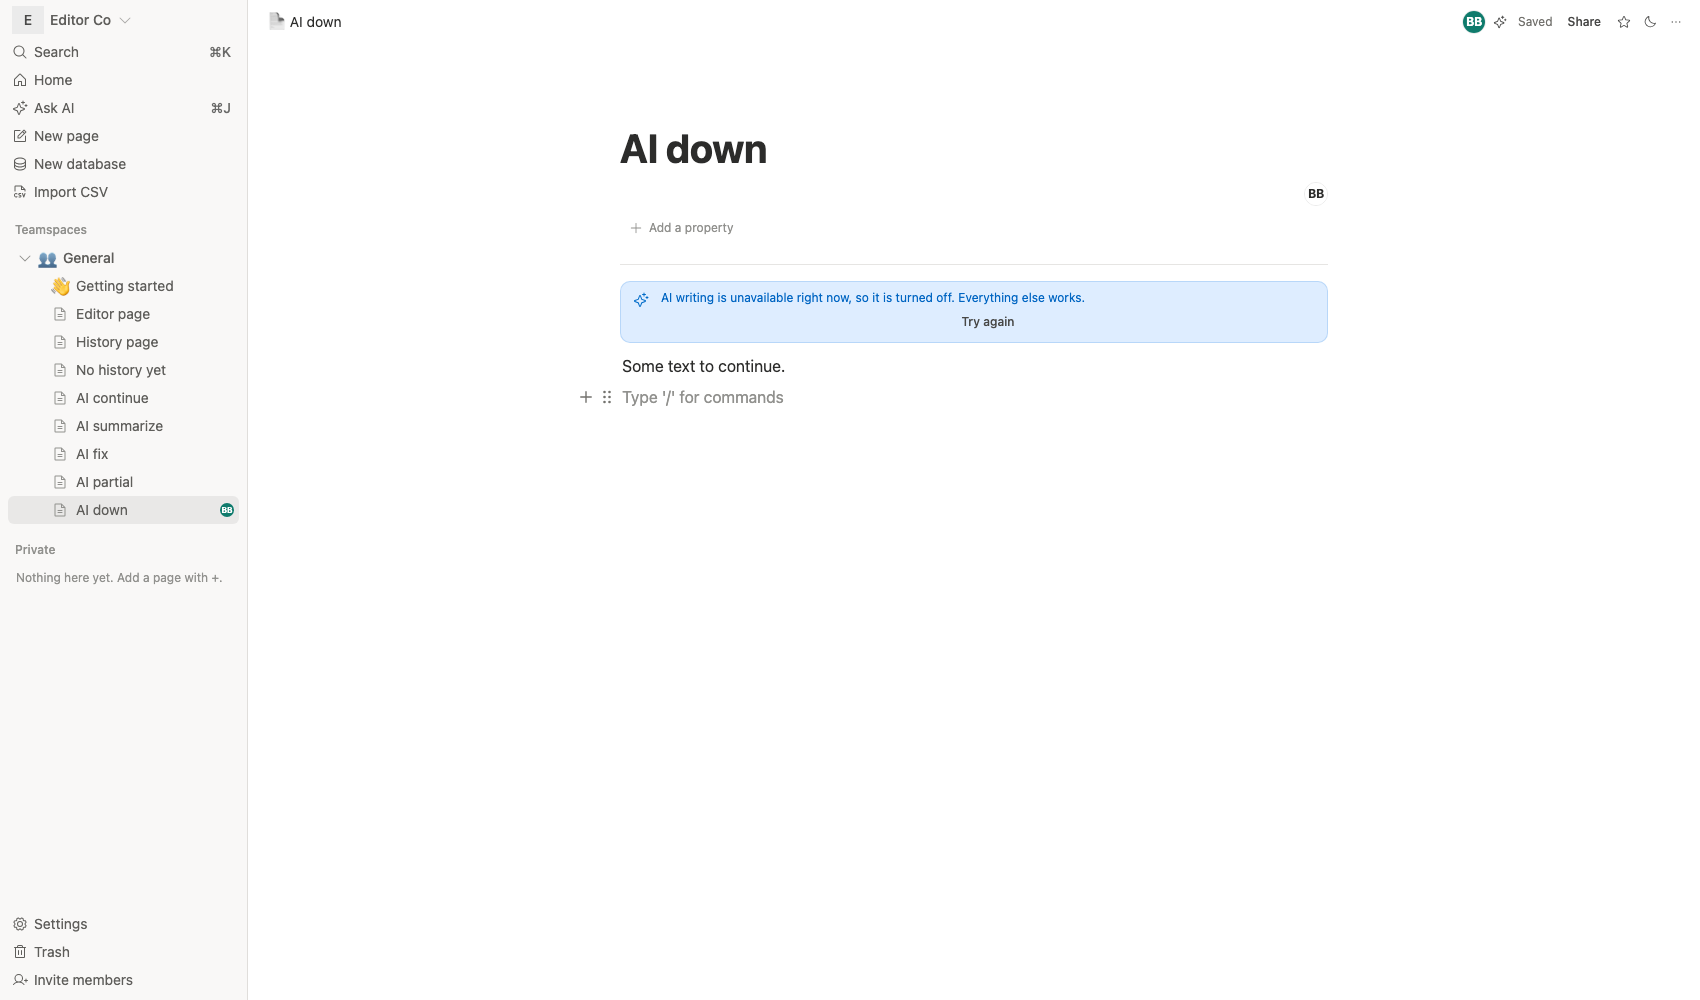 E Editor Co
Search ⌘K
Home
Ask AI ⌘J
New page
New database
CSV Import CSV
Teamspaces
General
Getting started
Editor page
History page
No history yet
AI continue
AI summarize
AI fix
AI partial
AI down BB
Private
Nothing here yet. Add a page with +.
Settings
Trash
Invite members
AI down
BB Saved Share ···
AI down
BB
Add a property
AI writing is unavailable right now, so it is turned off. Everything else works.
Try again
Some text to continue.
Type '/' for commands